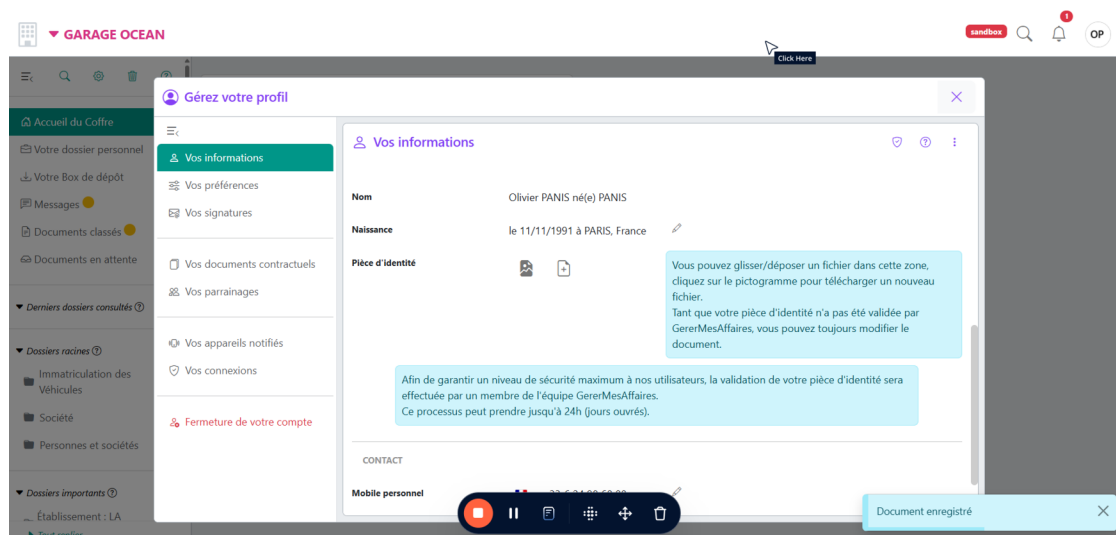 GARAGE OCEAN
sandbox
1
OP
Click Here
Accueil du Coffre
Votre dossier personnel
Votre Box de dépôt
Messages
Documents classés
Documents en attente
Derniers dossiers consultés
Dossiers racines
Immatriculation des
Véhicules
Société
Personnes et sociétés
Dossiers importants
Établissement : LA
Gérez votre profil
Vos informations
Vos préférences
Vos signatures
Vos documents contractuels
Vos parrainages
Vos appareils notifiés
Vos connexions
Fermeture de votre compte
Vos informations
Nom
Olivier PANIS né(e) PANIS
Naissance
le 11/11/1991 à PARIS, France
Pièce d'identité
Vous pouvez glisser/déposer un fichier dans cette zone,
cliquez sur le pictogramme pour télécharger un nouveau
fichier.
Tant que votre pièce d'identité n'a pas été validée par
GererMesAffaires, vous pouvez toujours modifier le
document.
Afin de garantir un niveau de sécurité maximum à nos utilisateurs, la validation de votre pièce d'identité sera
effectuée par un membre de l'équipe GererMesAffaires.
Ce processus peut prendre jusqu'à 24h (jours ouvrés).
CONTACT
Mobile personnel
Document enregistré